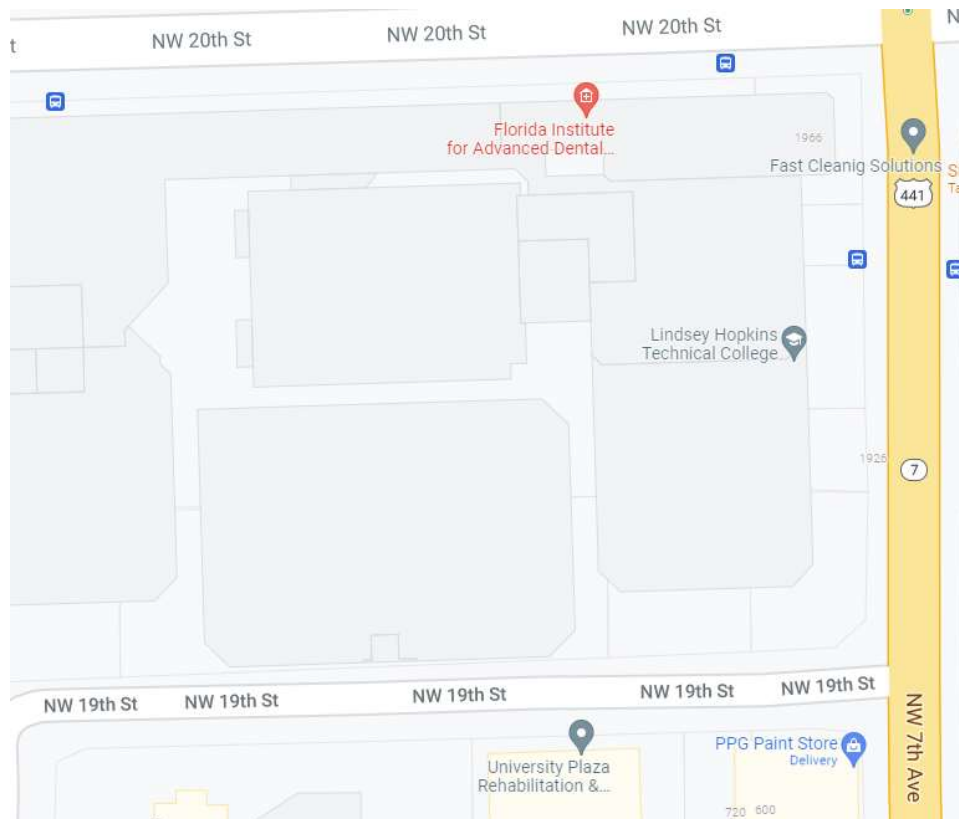 t
NW 20th St
NW 20th St
NW 20th St
N
Florida Institute
for Advanced Dental...
1966
Fast Cleanig Solutions
S
Ta
441
Lindsey Hopkins
Technical College...
1926
7
NW 19th St
NW 19th St
NW 19th St
NW 19th St
NW 19th St
NW 7th Ave
University Plaza
Rehabilitation &...
PPG Paint Store
Delivery
720
600